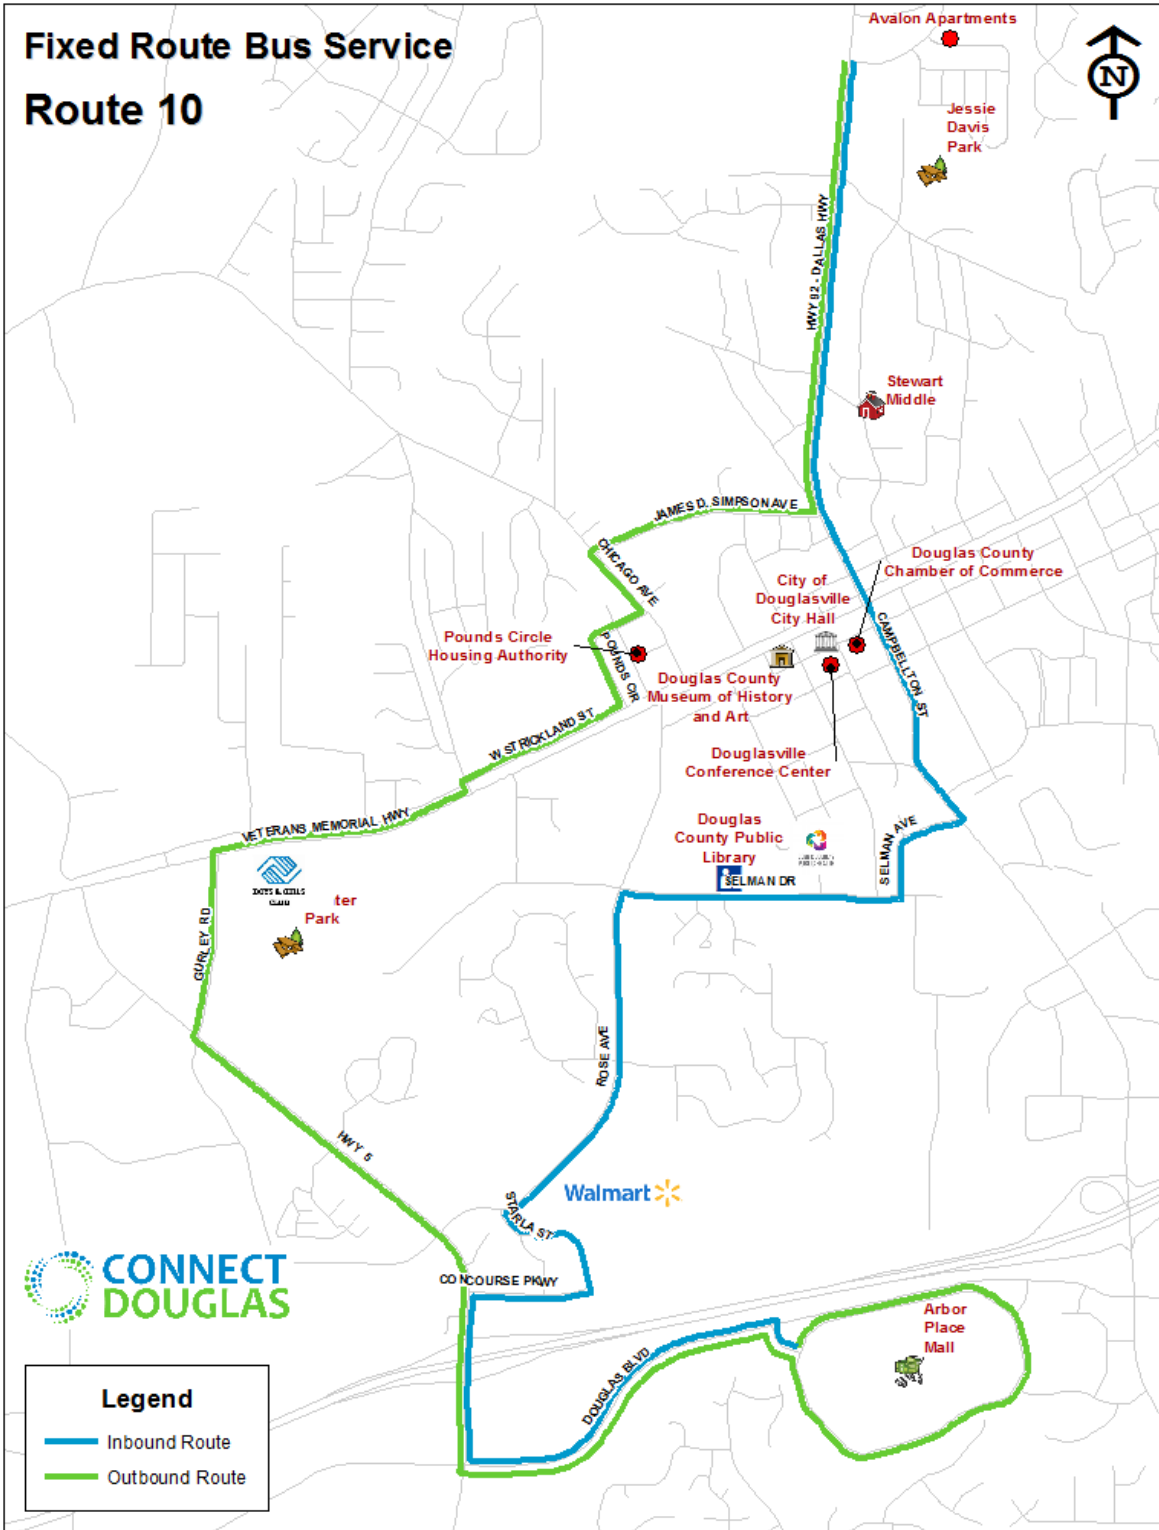 Fixed Route Bus Service
Route 10
Avalon Apartments
N
Jessie
Davis
Park
HWY 92 - DALLAS HWY
Stewart
Middle
JAMES D. SIMPSON AVE
CHICAGO AVE
Douglas County
Chamber of Commerce
City of
Douglasville
City Hall
CAMPBELLTON ST
Pounds Circle
Housing Authority
POUNDS CIR
Douglas County
Museum of History
and Art
W STRICKLAND ST
Douglasville
Conference Center
VETERANS MEMORIAL HWY
Douglas
County Public
Library
SELMAN AVE
SELMAN DR
BOYS & GIRLS
CLUB
ter
Park
GURLEY RD
ROSE AVE
HWY 5
Walmart
STARLA ST
CONCOURSE PKWY
CONNECT
DOUGLAS
Arbor
Place
Mall
DOUGLAS BLVD
Legend
Inbound Route
Outbound Route